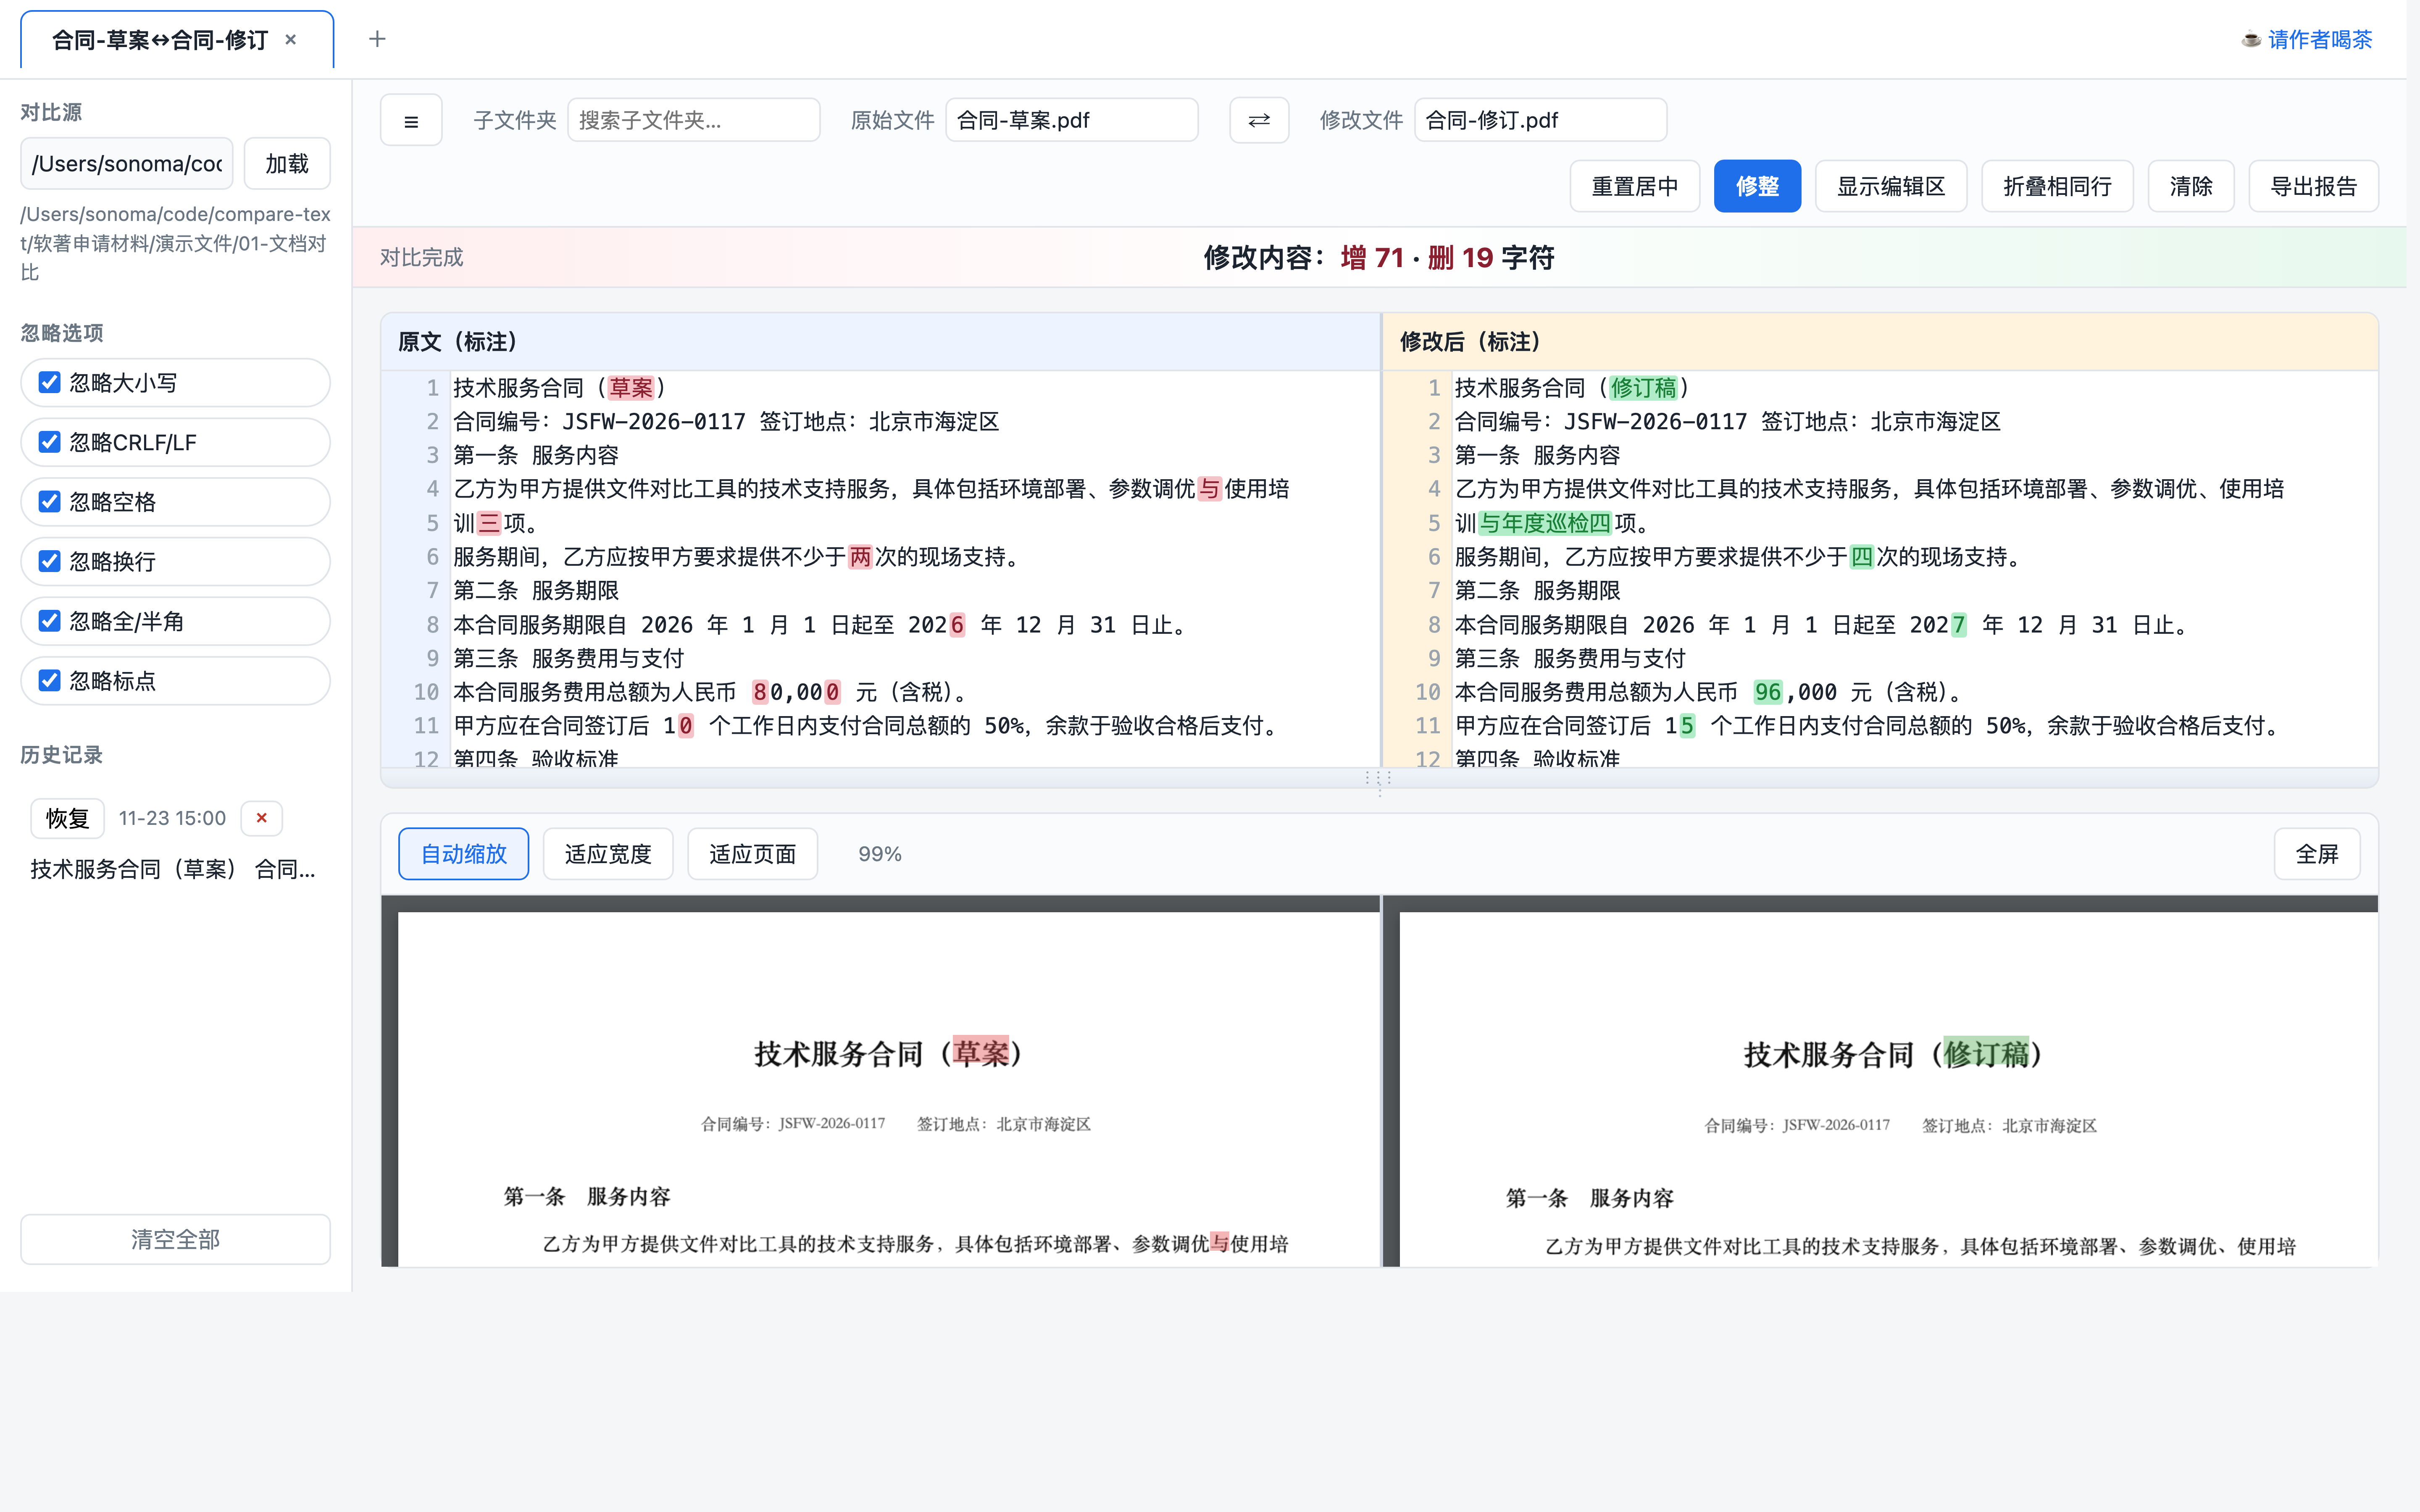 合同-草案↔合同-修订 ×
+
☕ 请作者喝茶
对比源
/Users/sonoma/coc
加载
/Users/sonoma/code/compare-tex
t/软著申请材料/演示文件/01-文档对
比
忽略选项
忽略大小写
忽略CRLF/LF
忽略空格
忽略换行
忽略全/半角
忽略标点
历史记录
恢复 11-23 15:00 ×
技术服务合同（草案） 合同...
清空全部
≡ 子文件夹 搜索子文件夹... 原始文件 合同-草案.pdf ⇄ 修改文件 合同-修订.pdf
重置居中 修整 显示编辑区 折叠相同行 清除 导出报告
对比完成 修改内容：增 71 · 删 19 字符
原文（标注）
1 技术服务合同（草案）
2 合同编号：JSFW-2026-0117 签订地点：北京市海淀区
3 第一条 服务内容
4 乙方为甲方提供文件对比工具的技术支持服务，具体包括环境部署、参数调优与使用培
5 训三项。
6 服务期间，乙方应按甲方要求提供不少于两次的现场支持。
7 第二条 服务期限
8 本合同服务期限自 2026 年 1 月 1 日起至 2026 年 12 月 31 日止。
9 第三条 服务费用与支付
10 本合同服务费用总额为人民币 80,000 元（含税）。
11 甲方应在合同签订后 10 个工作日内支付合同总额的 50%，余款于验收合格后支付。
12 第四条 验收标准
修改后（标注）
1 技术服务合同（修订稿）
2 合同编号：JSFW-2026-0117 签订地点：北京市海淀区
3 第一条 服务内容
4 乙方为甲方提供文件对比工具的技术支持服务，具体包括环境部署、参数调优、使用培
5 训与年度巡检四项。
6 服务期间，乙方应按甲方要求提供不少于四次的现场支持。
7 第二条 服务期限
8 本合同服务期限自 2026 年 1 月 1 日起至 2027 年 12 月 31 日止。
9 第三条 服务费用与支付
10 本合同服务费用总额为人民币 96,000 元（含税）。
11 甲方应在合同签订后 15 个工作日内支付合同总额的 50%，余款于验收合格后支付。
12 第四条 验收标准
自动缩放 适应宽度 适应页面 99% 全屏
技术服务合同（草案）
合同编号：JSFW-2026-0117 签订地点：北京市海淀区
第一条 服务内容
乙方为甲方提供文件对比工具的技术支持服务，具体包括环境部署、参数调优与使用培
技术服务合同（修订稿）
合同编号：JSFW-2026-0117 签订地点：北京市海淀区
第一条 服务内容
乙方为甲方提供文件对比工具的技术支持服务，具体包括环境部署、参数调优、使用培